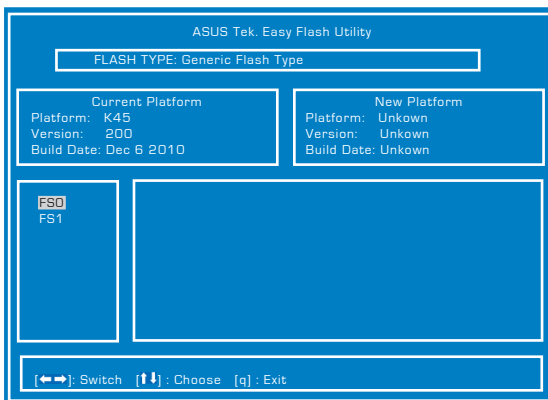 ASUS Tek. Easy Flash Utility
FLASH TYPE: Generic Flash Type
Current Platform
Platform: K45
Version: 200
Build Date: Dec 6 2010
New Platform
Platform: Unkown
Version: Unkown
Build Date: Unkown
FS0
FS1
[←→]: Switch [↑↓] : Choose [q] : Exit